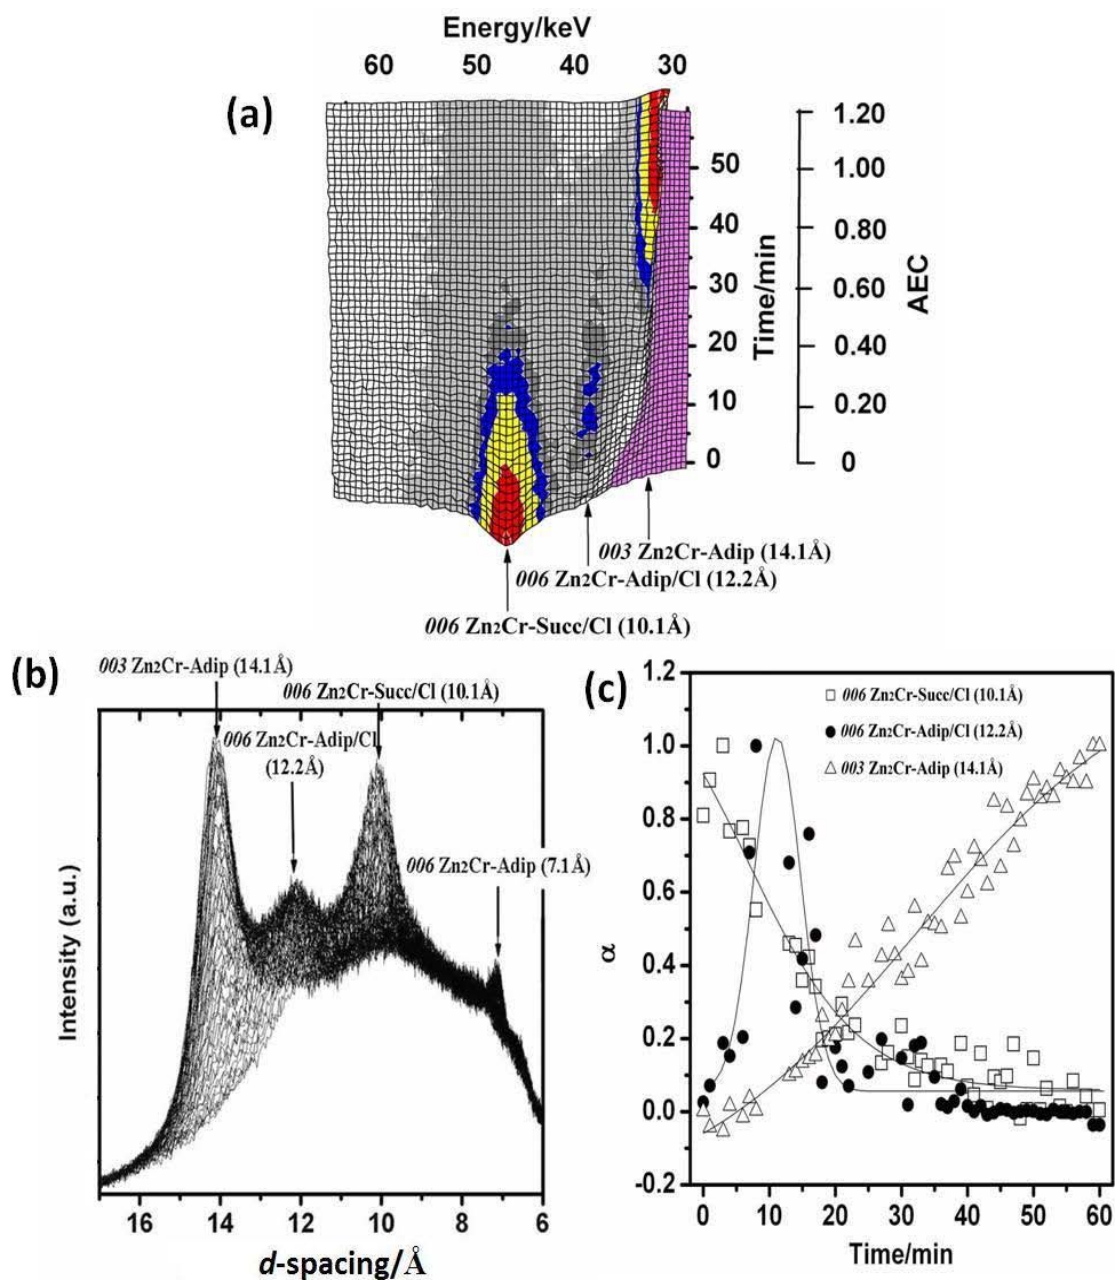 Energy/keV
60 50 40 30
(a)
1.20
1.00
0.80
0.60
0.40
0.20
0
AEC
50
40
30
20
10
0
Time/min
003 Zn2Cr-Adip (14.1Å)
006 Zn2Cr-Adip/Cl (12.2Å)
006 Zn2Cr-Succ/Cl (10.1Å)
(b)
003 Zn2Cr-Adip (14.1Å)
006 Zn2Cr-Succ/Cl (10.1Å)
006 Zn2Cr-Adip/Cl
(12.2Å)
006 Zn2Cr-Adip (7.1Å)
Intensity (a.u.)
16 14 12 10 8 6
d-spacing/Å
(c)
1.2
1.0
0.8
0.6
0.4
0.2
0.0
-0.2
α
006 Zn2Cr-Succ/Cl (10.1Å)
006 Zn2Cr-Adip/Cl (12.2Å)
003 Zn2Cr-Adip (14.1Å)
0 10 20 30 40 50 60
Time/min